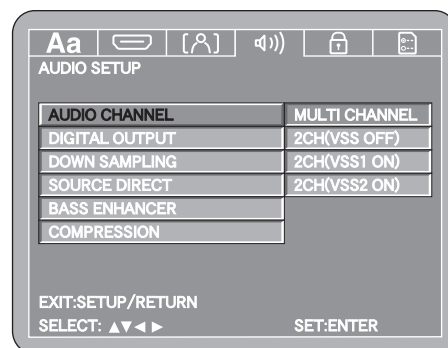 Aa
AUDIO SETUP
AUDIO CHANNEL MULTI CHANNEL
DIGITAL OUTPUT 2CH(VSS OFF)
DOWN SAMPLING 2CH(VSS1 ON)
SOURCE DIRECT 2CH(VSS2 ON)
BASS ENHANCER
COMPRESSION
EXIT:SETUP/RETURN
SELECT: ▲▼◄ ► SET:ENTER